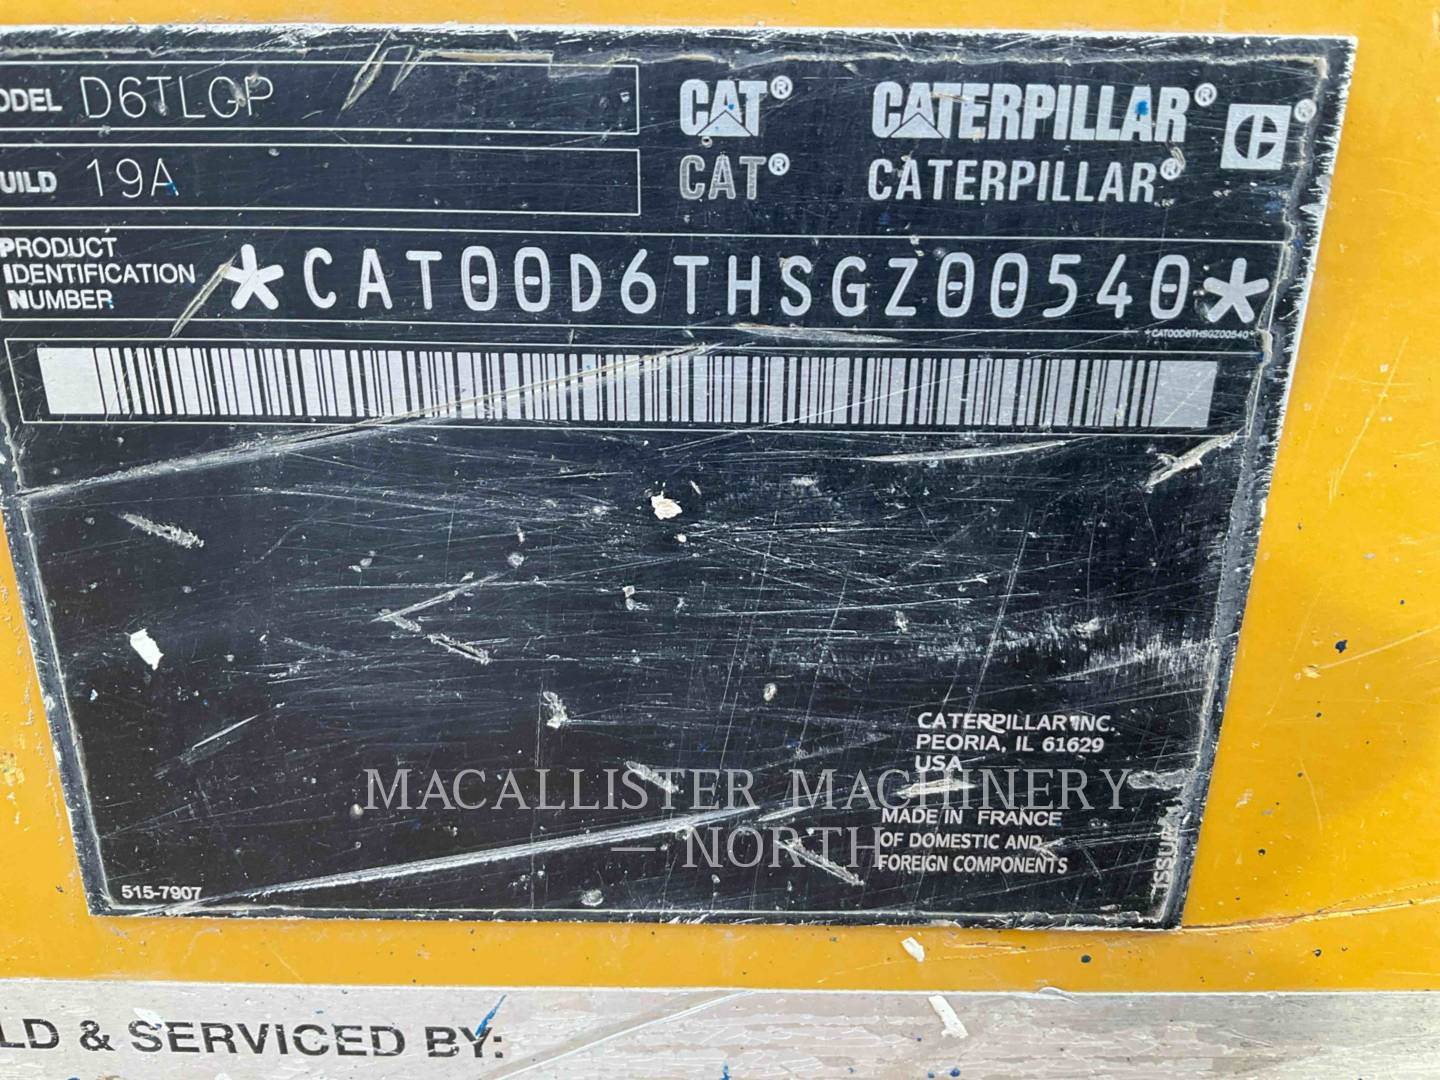 ODEL D6TLGP
UILD 19A
CAT® CATERPILLAR® C®
CAT® CATERPILLAR®
PRODUCT
IDENTIFICATION
NUMBER
*CAT00D6THSGZ00540*
*CAT00D6THSGZ00540*
CATERPILLAR INC.
PEORIA, IL 61629
USA
MACALLISTER MACHINERY
— NORTH
MADE IN FRANCE
OF DOMESTIC AND
FOREIGN COMPONENTS
515-7907
LD & SERVICED BY: